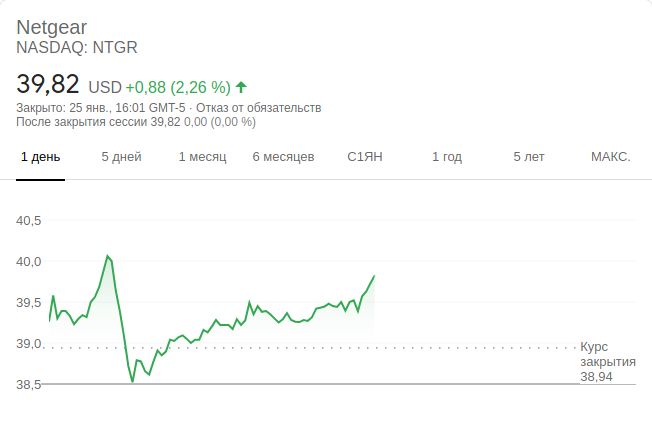 Netgear
NASDAQ: NTGR
39,82 USD +0,88 (2,26 %)
Закрыто: 25 янв., 16:01 GMT-5 · Отказ от обязательств
После закрытия сессии 39,82 0,00 (0,00 %)
1 день 5 дней 1 месяц 6 месяцев С1ЯН 1 год 5 лет МАКС.
40,5
40,0
39,5
39,0
38,5
Курс
закрытия
38,94